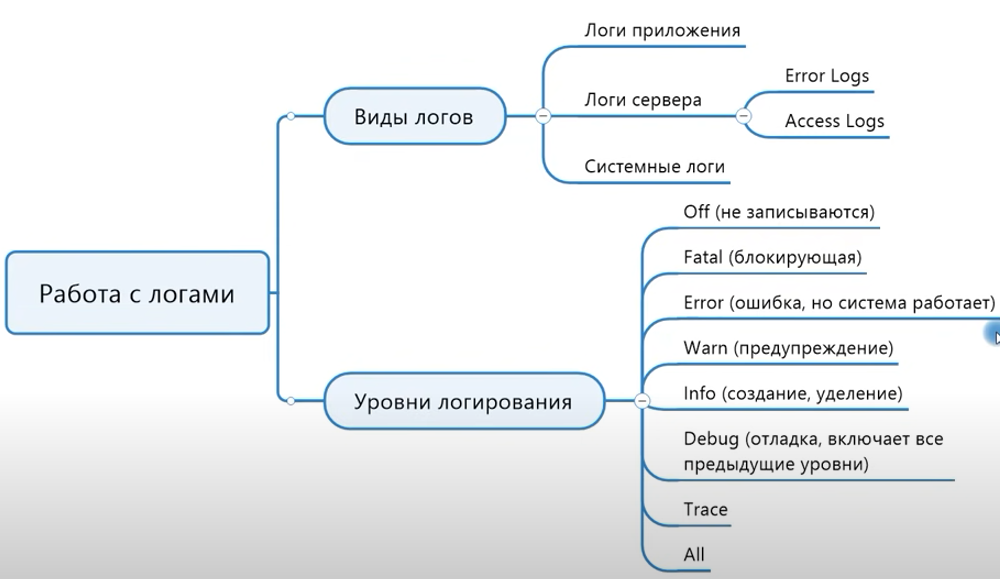 Работа с логами
Виды логов
Логи приложения
Логи сервера
Error Logs
Access Logs
Системные логи
Уровни логирования
Off (не записываются)
Fatal (блокирующая)
Error (ошибка, но система работает)
Warn (предупреждение)
Info (создание, уделение)
Debug (отладка, включает все
предыдущие уровни)
Trace
All